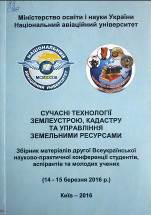 Міністерство освіти і науки України
Національний авіаційний університет
СУЧАСНІ ТЕХНОЛОГІЇ
ЗЕМЛЕУСТРОЮ, КАДАСТРУ
ТА УПРАВЛІННЯ
ЗЕМЕЛЬНИМИ РЕСУРСАМИ
Збірник матеріалів другої Всеукраїнської
науково-практичної конференції студентів,
аспірантів та молодих учених
(14 - 15 березня 2016 р.)
Київ – 2016